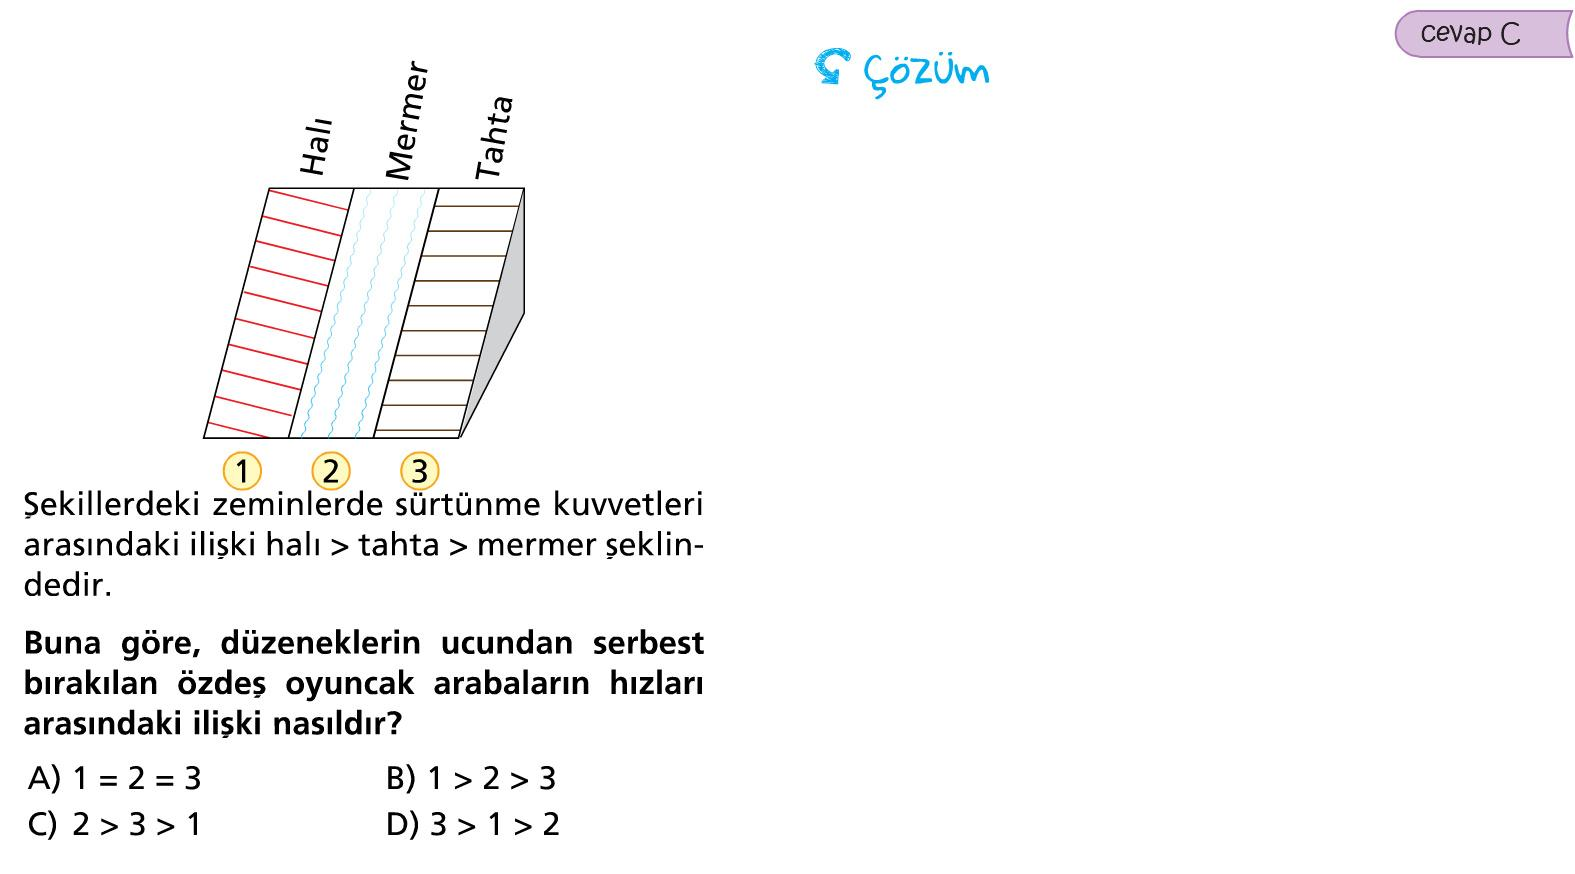 cevap C
Çözüm
Halı
Mermer
Tahta
1
2
3
Şekillerdeki zeminlerde sürtünme kuvvetleri
arasındaki ilişki halı > tahta > mermer şeklin-
dedir.
Buna göre, düzeneklerin ucundan serbest
bırakılan özdeş oyuncak arabaların hızları
arasındaki ilişki nasıldır?
A) 1 = 2 = 3
B) 1 > 2 > 3
C) 2 > 3 > 1
D) 3 > 1 > 2